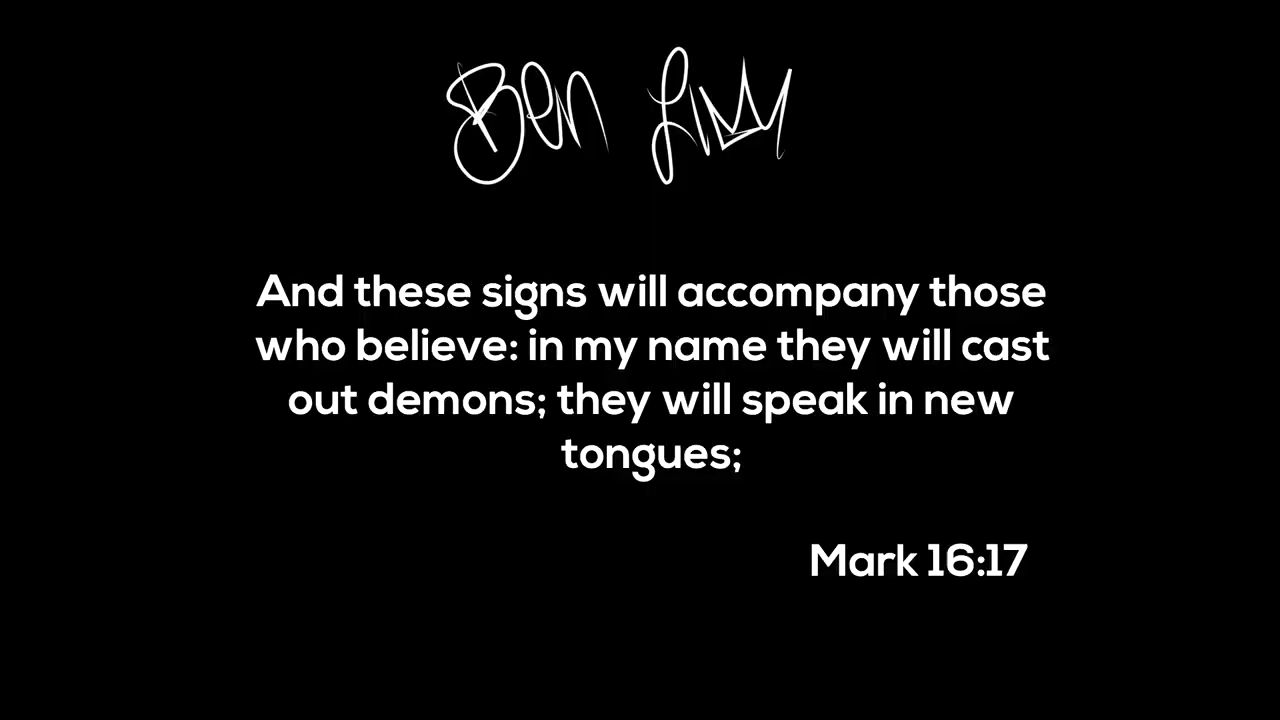 Ben Livy
And these signs will accompany those
who believe: in my name they will cast
out demons; they will speak in new
tongues;
Mark 16:17